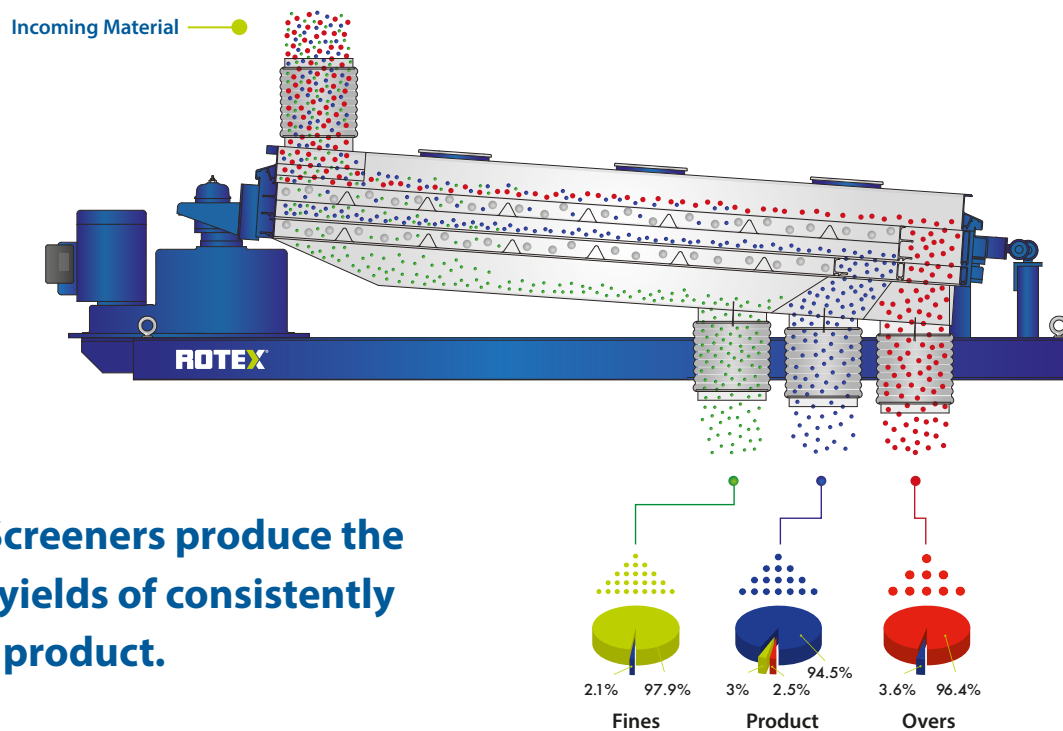 Incoming Material
ROTEX
Screeners produce the
yields of consistently
product.
94.5%
2.1% 97.9% 3% 2.5% 3.6% 96.4%
Fines Product Overs